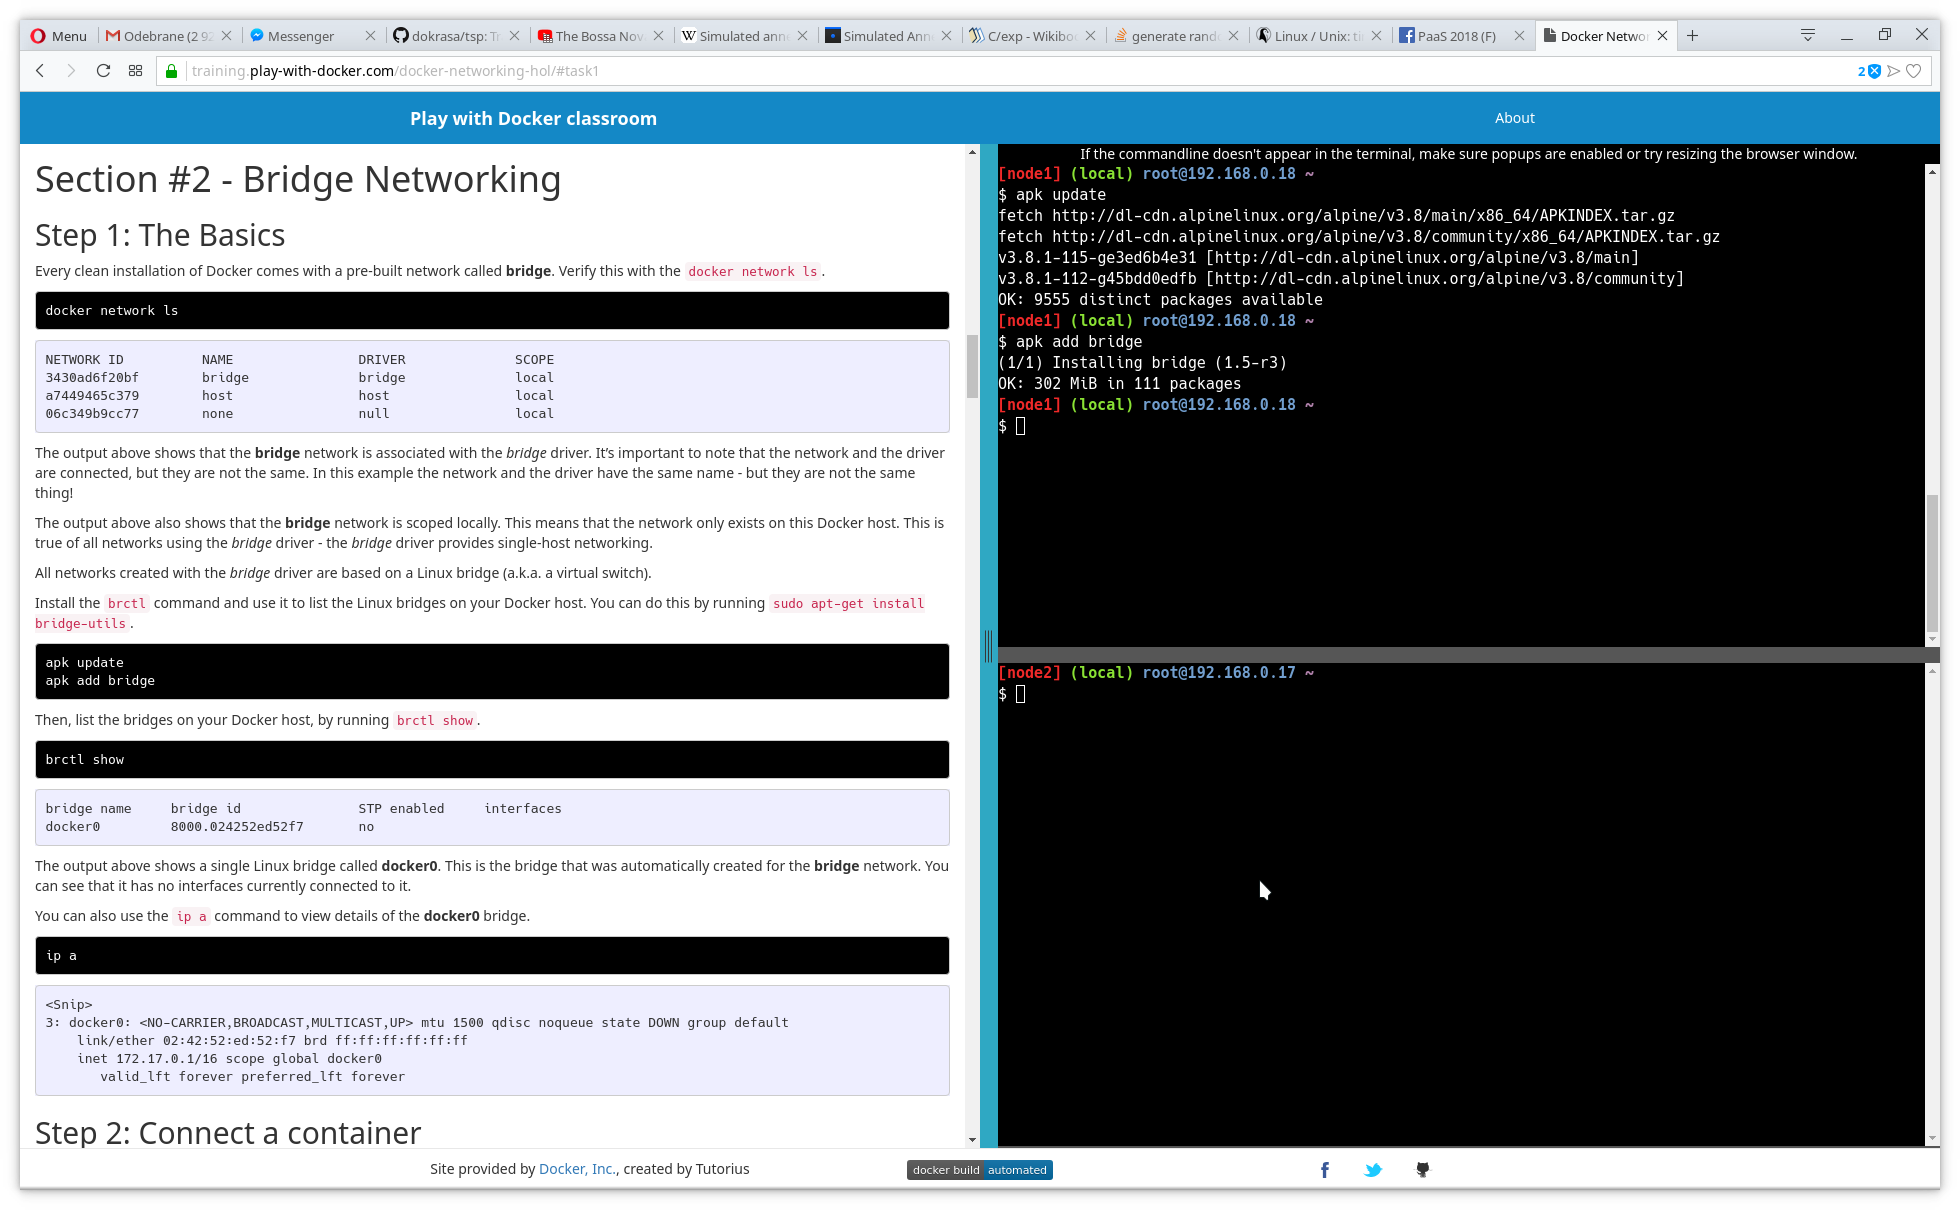 Menu
Odebrane (2 92
Messenger
dokrasa/tsp: Tr
The Bossa Nov
Simulated ann
Simulated Ann
C/exp - Wikibo
generate rand
Linux / Unix: ti
PaaS 2018 (F)
Docker Networ
training.play-with-docker.com/docker-networking-hol/#task1
2
Play with Docker classroom
About
Section #2 - Bridge Networking
Step 1: The Basics
Every clean installation of Docker comes with a pre-built network called bridge. Verify this with the docker network ls.
docker network ls
NETWORK ID NAME DRIVER SCOPE
3430ad6f20bf bridge bridge local
a7449465c379 host host local
06c349b9cc77 none null local
The output above shows that the bridge network is associated with the bridge driver. It's important to note that the network and the driver
are connected, but they are not the same. In this example the network and the driver have the same name - but they are not the same
thing!
The output above also shows that the bridge network is scoped locally. This means that the network only exists on this Docker host. This is
true of all networks using the bridge driver - the bridge driver provides single-host networking.
All networks created with the bridge driver are based on a Linux bridge (a.k.a. a virtual switch).
Install the brctl command and use it to list the Linux bridges on your Docker host. You can do this by running sudo apt-get install
bridge-utils.
apk update
apk add bridge
Then, list the bridges on your Docker host, by running brctl show.
brctl show
bridge name bridge id STP enabled interfaces
docker0 8000.024252ed52f7 no
The output above shows a single Linux bridge called docker0. This is the bridge that was automatically created for the bridge network. You
can see that it has no interfaces currently connected to it.
You can also use the ip a command to view details of the docker0 bridge.
ip a
<Snip>
3: docker0: <NO-CARRIER,BROADCAST,MULTICAST,UP> mtu 1500 qdisc noqueue state DOWN group default
link/ether 02:42:52:ed:52:f7 brd ff:ff:ff:ff:ff:ff
inet 172.17.0.1/16 scope global docker0
valid_lft forever preferred_lft forever
Step 2: Connect a container
If the commandline doesn't appear in the terminal, make sure popups are enabled or try resizing the browser window.
[node1] (local) root@192.168.0.18 ~
$ apk update
fetch http://dl-cdn.alpinelinux.org/alpine/v3.8/main/x86_64/APKINDEX.tar.gz
fetch http://dl-cdn.alpinelinux.org/alpine/v3.8/community/x86_64/APKINDEX.tar.gz
v3.8.1-115-ge3ed6b4e31 [http://dl-cdn.alpinelinux.org/alpine/v3.8/main]
v3.8.1-112-g45bdd0edfb [http://dl-cdn.alpinelinux.org/alpine/v3.8/community]
OK: 9555 distinct packages available
[node1] (local) root@192.168.0.18 ~
$ apk add bridge
(1/1) Installing bridge (1.5-r3)
OK: 302 MiB in 111 packages
[node1] (local) root@192.168.0.18 ~
$
[node2] (local) root@192.168.0.17 ~
$
Site provided by Docker, Inc., created by Tutorius
docker build automated